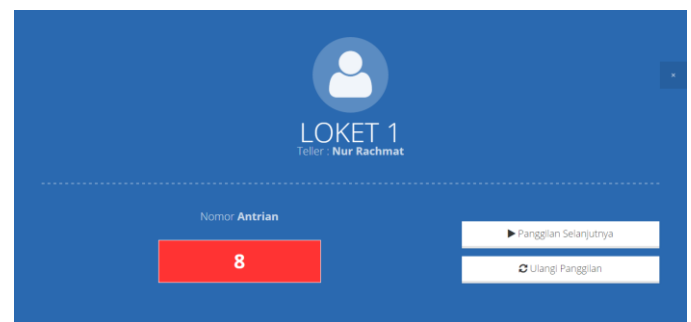 ×
LOKET 1
Teller : Nur Rachmat
Nomor Antrian
8
Panggilan Selanjutnya
Ulangi Panggilan